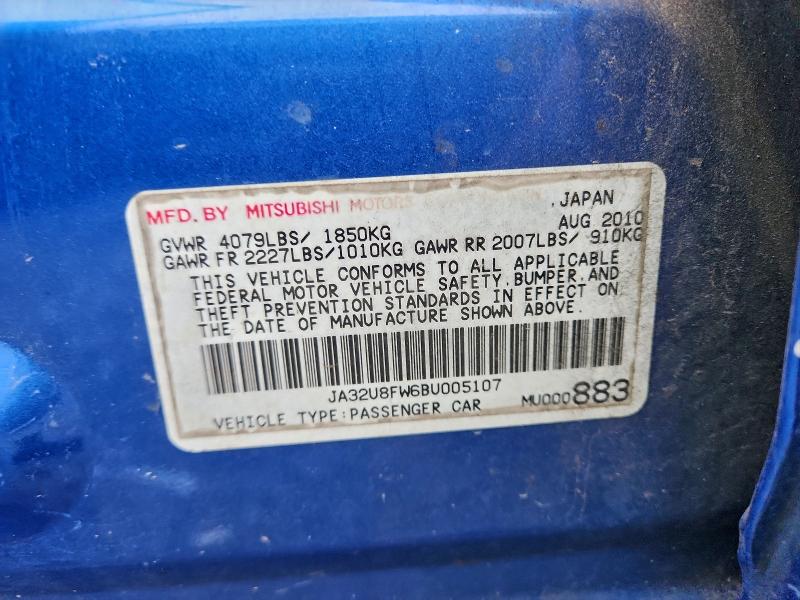 MFD. BY MITSUBISHI MOTORS JAPAN
GVWR 4079LBS/ 1850KG AUG 2010
GAWR FR 2227LBS/1010KG GAWR RR 2007LBS/ 910KG
THIS VEHICLE CONFORMS TO ALL APPLICABLE
FEDERAL MOTOR VEHICLE SAFETY, BUMPER, AND
THEFT PREVENTION STANDARDS IN EFFECT ON
THE DATE OF MANUFACTURE SHOWN ABOVE.
JA32U8FW6BU005107
VEHICLE TYPE:PASSENGER CAR MU000883